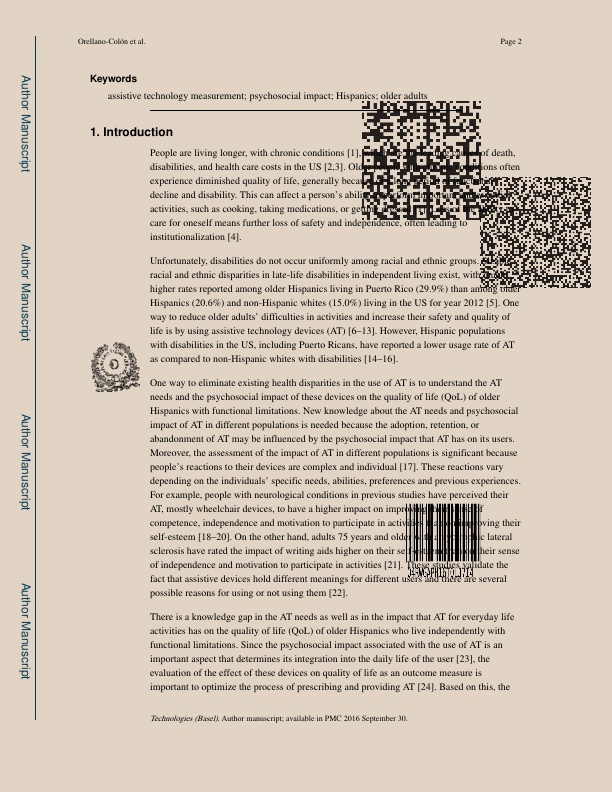 Orellano-Colón et al.
Page 2
Keywords
assistive technology measurement; psychosocial impact; Hispanics; older adults
1. Introduction
People are living longer, with chronic conditions [1], of death,
disabilities, and health care costs in the US [2,3]. often
experience diminished quality of life, generally
decline and disability. This can affect a person's
activities, such as cooking, taking medications, or
care for oneself means further loss of safety and independence, often leading to
institutionalization [4].
Unfortunately, disabilities do not occur uniformly among racial and ethnic groups.
racial and ethnic disparities in late-life disabilities in independent living exist, with
higher rates reported among older Hispanics living in Puerto Rico (29.9%) than among older
Hispanics (20.6%) and non-Hispanic whites (15.0%) living in the US for year 2012 [5]. One
way to reduce older adults' difficulties in activities and increase their safety and quality of
life is by using assistive technology devices (AT) [6–13]. However, Hispanic populations
with disabilities in the US, including Puerto Ricans, have reported a lower usage rate of AT
as compared to non-Hispanic whites with disabilities [14–16].
One way to eliminate existing health disparities in the use of AT is to understand the AT
needs and the psychosocial impact of these devices on the quality of life (QoL) of older
Hispanics with functional limitations. New knowledge about the AT needs and psychosocial
impact of AT in different populations is needed because the adoption, retention, or
abandonment of AT may be influenced by the psychosocial impact that AT has on its users.
Moreover, the assessment of the impact of AT in different populations is significant because
people's reactions to their devices are complex and individual [17]. These reactions vary
depending on the individuals' specific needs, abilities, preferences and previous experiences.
For example, people with neurological conditions in previous studies have perceived their
AT, mostly wheelchair devices, to have a higher impact on of
competence, independence and motivation to participate in improving their
self-esteem [18–20]. On the other hand, adults 75 years and older lateral
sclerosis have rated the impact of writing aids higher on their their sense
of independence and motivation to participate in activities [21]. These studies validate the
fact that assistive devices hold different meanings for different users and there are several
possible reasons for using or not using them [22].
There is a knowledge gap in the AT needs as well as in the impact that AT for everyday life
activities has on the quality of life (QoL) of older Hispanics who live independently with
functional limitations. Since the psychosocial impact associated with the use of AT is an
important aspect that determines its integration into the daily life of the user [23], the
evaluation of the effect of these devices on quality of life as an outcome measure is
important to optimize the process of prescribing and providing AT [24]. Based on this, the
Technologies (Basel). Author manuscript; available in PMC 2016 September 30.
Author Manuscript
Author Manuscript
Author Manuscript
Author Manuscript